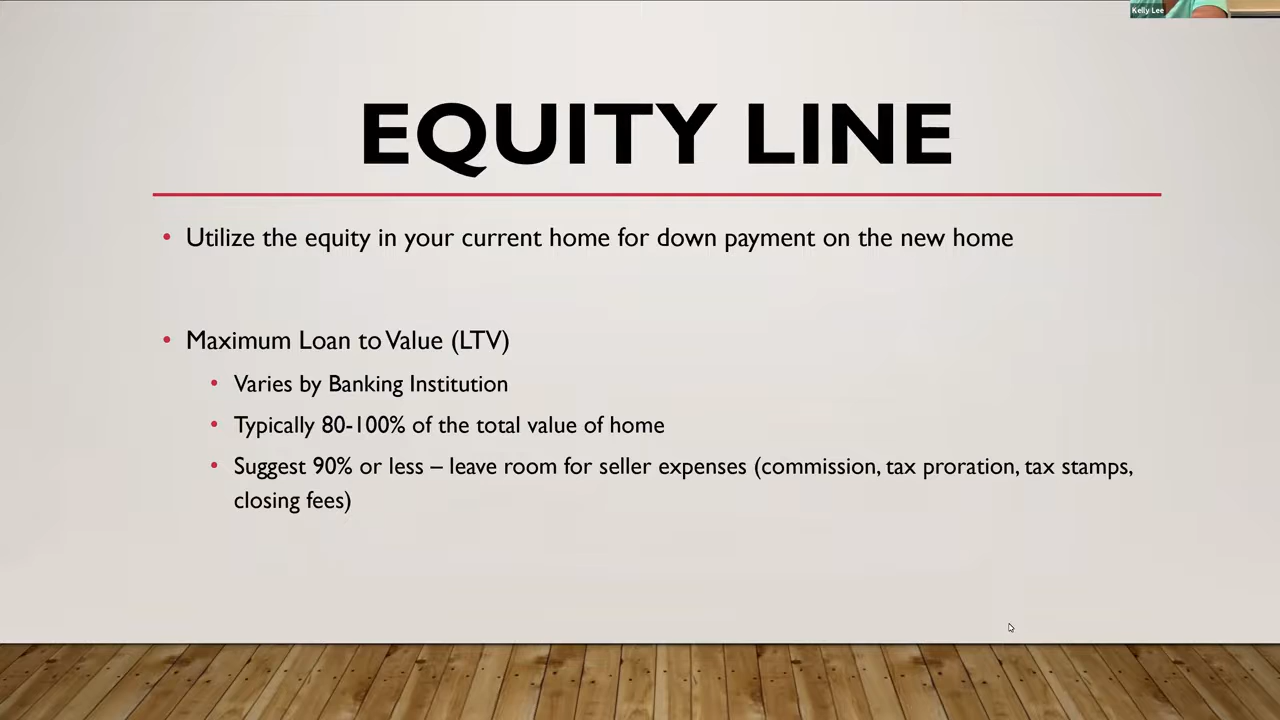 Kelly Lee
EQUITY LINE
• Utilize the equity in your current home for down payment on the new home
• Maximum Loan to Value (LTV)
• Varies by Banking Institution
• Typically 80-100% of the total value of home
• Suggest 90% or less – leave room for seller expenses (commission, tax proration, tax stamps,
closing fees)